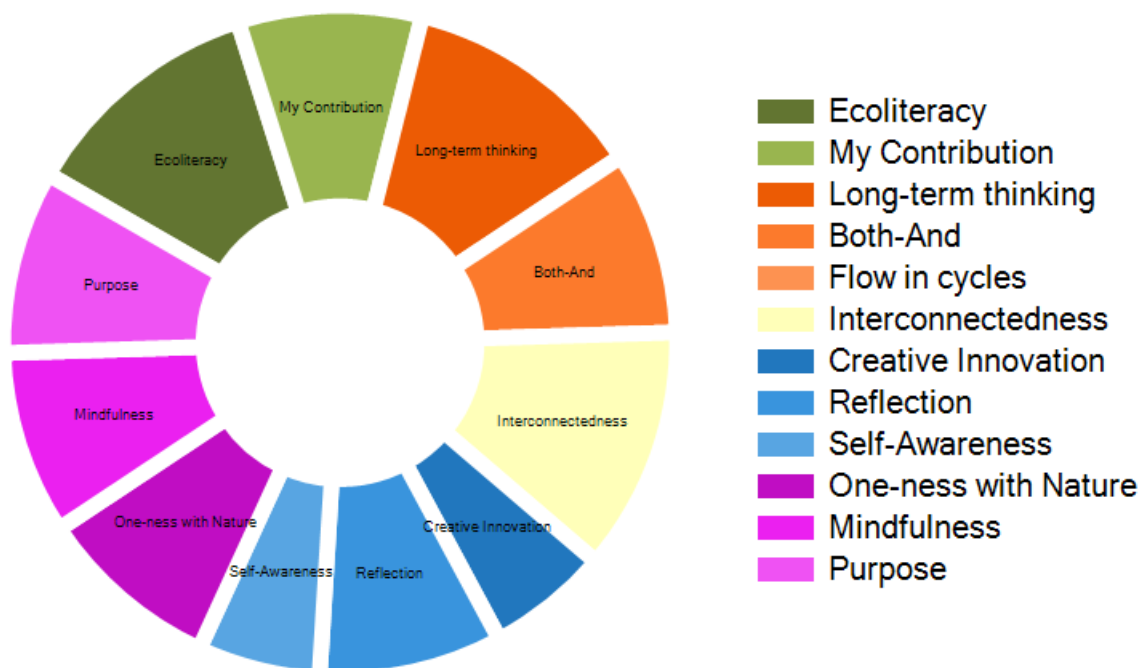 My Contribution
Long-term thinking
Ecoliteracy
Both-And
Purpose
Mindfulness
Interconnectedness
One-ness with Nature
Creative Innovation
Self-Awareness
Reflection
Ecoliteracy
My Contribution
Long-term thinking
Both-And
Flow in cycles
Interconnectedness
Creative Innovation
Reflection
Self-Awareness
One-ness with Nature
Mindfulness
Purpose